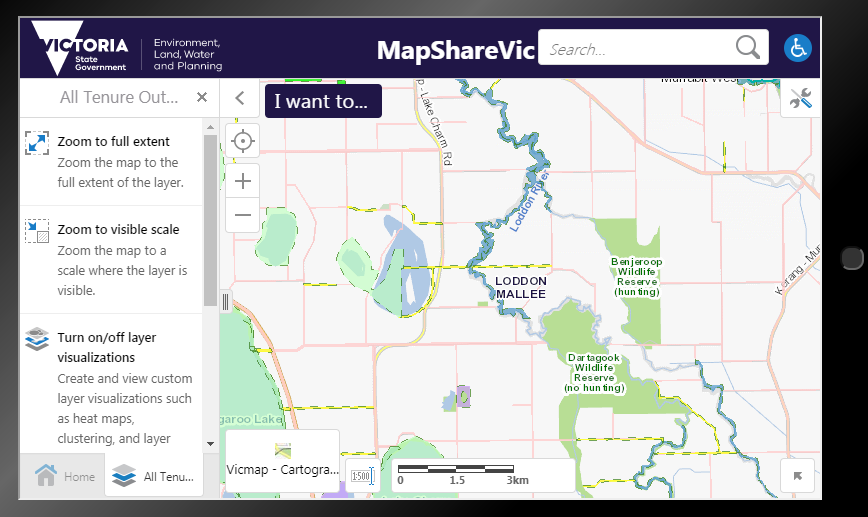 VICTORIA
State
Government
Environment,
Land, Water
and Planning
MapShareVic
Search...
All Tenure Out...
I want to...
Zoom to full extent
Zoom the map to the
full extent of the layer.
Zoom to visible scale
Zoom the map to a
scale where the layer is
visible.
Turn on/off layer
visualizations
Create and view custom
layer visualizations such
as heat maps,
clustering, and layer
Home
All Tenu...
p - Lake Charm Rd
Murrabit West
Loddon River
LODDON
MALLEE
Benjeroop
Wildlife
Reserve
(hunting)
Dartagook
Wildlife
Reserve
(no hunting)
garoo Lake
Vicmap - Cartogra...
1:500
0 1.5 3km